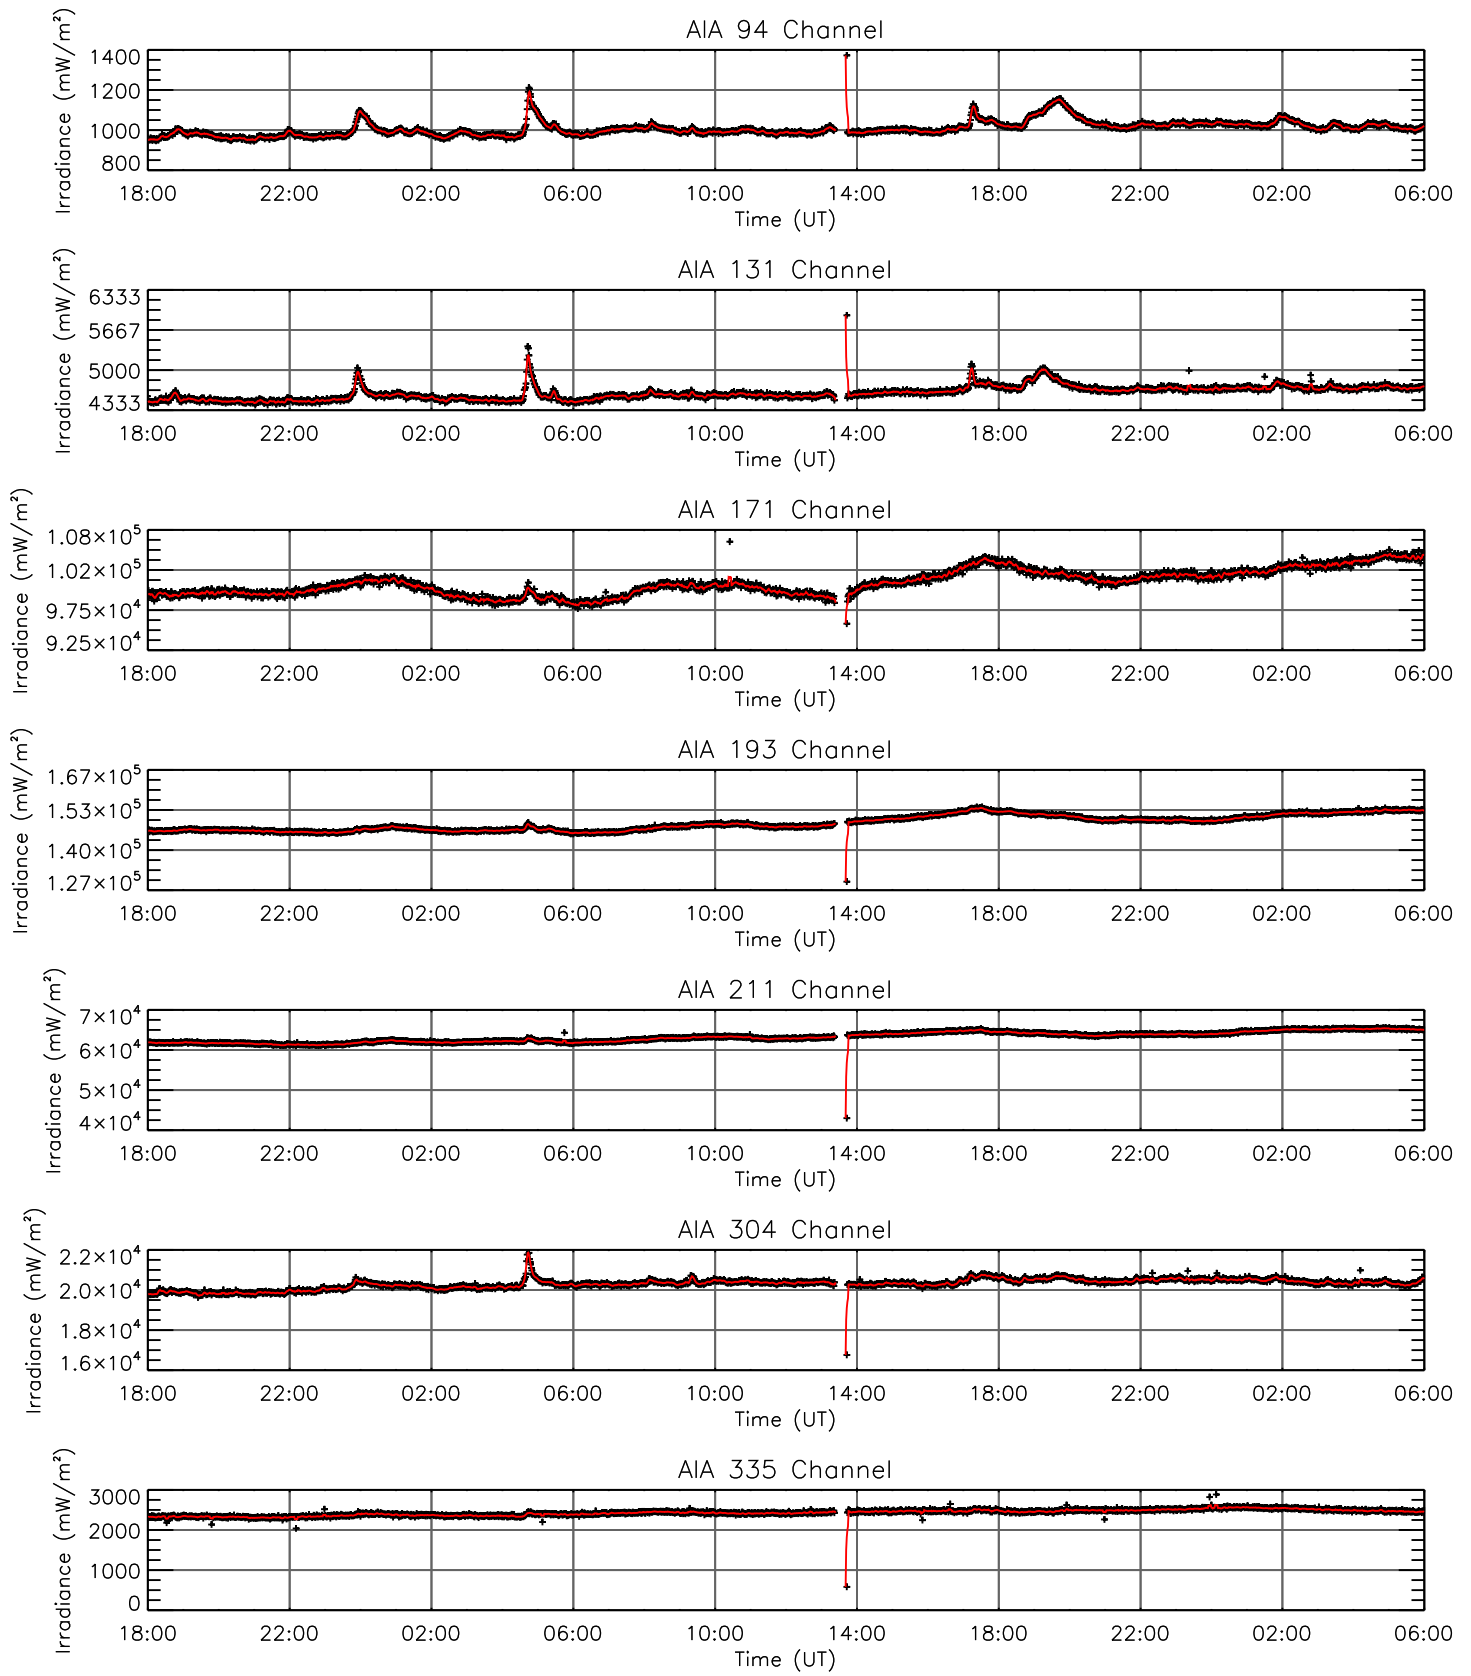 AIA 94 Channel
Irradiance (mW/m²)
1400
1200
1000
800
18:00 22:00 02:00 06:00 10:00 14:00 18:00 22:00 02:00 06:00
Time (UT)
AIA 131 Channel
Irradiance (mW/m²)
6333
5667
5000
4333
18:00 22:00 02:00 06:00 10:00 14:00 18:00 22:00 02:00 06:00
Time (UT)
AIA 171 Channel
Irradiance (mW/m²)
1.08×10⁵
1.02×10⁵
9.75×10⁴
9.25×10⁴
18:00 22:00 02:00 06:00 10:00 14:00 18:00 22:00 02:00 06:00
Time (UT)
AIA 193 Channel
Irradiance (mW/m²)
1.67×10⁵
1.53×10⁵
1.40×10⁵
1.27×10⁵
18:00 22:00 02:00 06:00 10:00 14:00 18:00 22:00 02:00 06:00
Time (UT)
AIA 211 Channel
Irradiance (mW/m²)
7×10⁴
6×10⁴
5×10⁴
4×10⁴
18:00 22:00 02:00 06:00 10:00 14:00 18:00 22:00 02:00 06:00
Time (UT)
AIA 304 Channel
Irradiance (mW/m²)
2.2×10⁴
2.0×10⁴
1.8×10⁴
1.6×10⁴
18:00 22:00 02:00 06:00 10:00 14:00 18:00 22:00 02:00 06:00
Time (UT)
AIA 335 Channel
Irradiance (mW/m²)
3000
2000
1000
0
18:00 22:00 02:00 06:00 10:00 14:00 18:00 22:00 02:00 06:00
Time (UT)